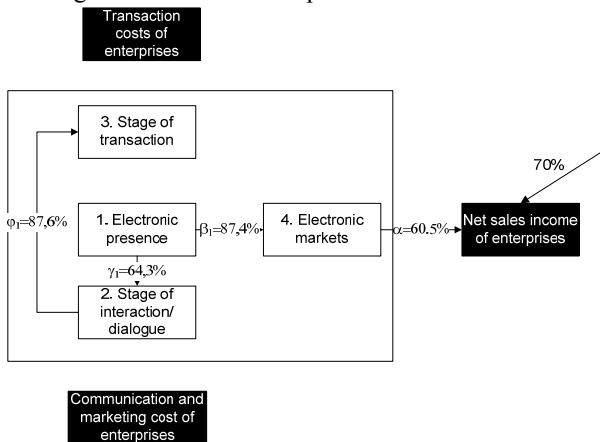 Transaction
costs of
enterprises
3. Stage of
transaction
70%
φ₁=87,6%
1. Electronic
presence
β₁=87,4%
4. Electronic
markets
α=60.5%
Net sales income
of enterprises
γ₁=64,3%
2. Stage of
interaction/
dialogue
Communication and
marketing cost of
enterprises